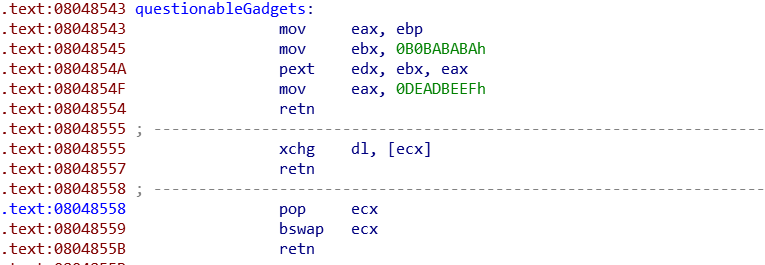 .text:08048543 questionableGadgets:
.text:08048543 mov eax, ebp
.text:08048545 mov ebx, 0B0BABABAh
.text:0804854A pext edx, ebx, eax
.text:0804854F mov eax, 0DEADBEEFh
.text:08048554 retn
.text:08048555 ; ---------------------------------------------------------------------------
.text:08048555 xchg dl, [ecx]
.text:08048557 retn
.text:08048558 ; ---------------------------------------------------------------------------
.text:08048558 pop ecx
.text:08048559 bswap ecx
.text:0804855B retn